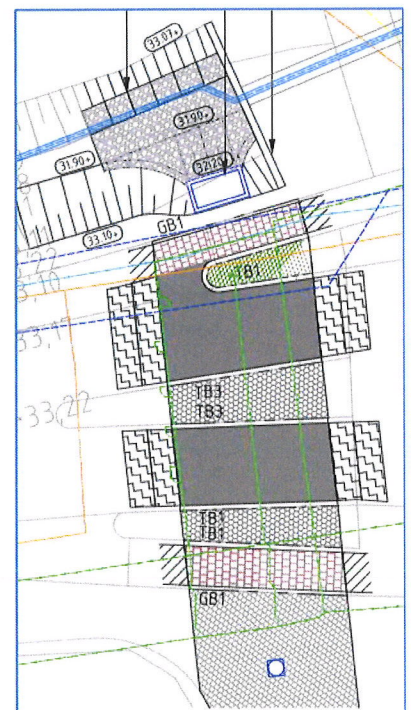 33.07+
31.90+
31.90+
32.20+
33.10+
GB1
TB1
33,17
-33,22
TB3
TB3
TB1
TB1
GB1